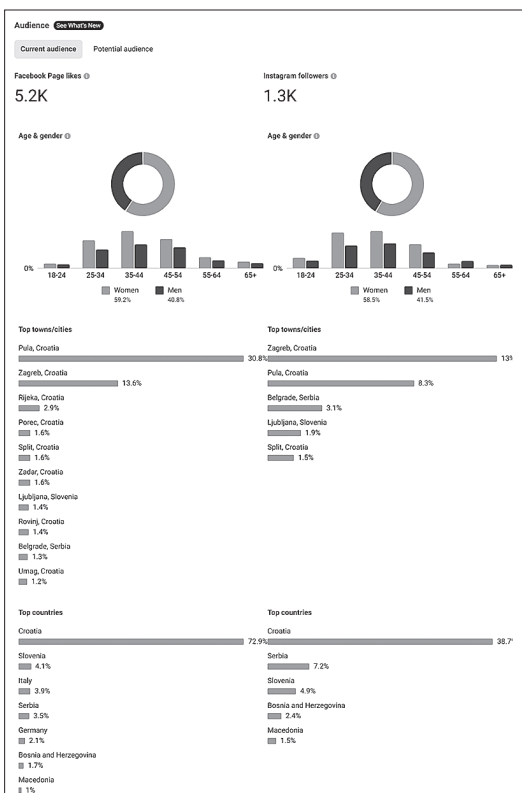 Audience See What's New
Current audience Potential audience
Facebook Page likes
5.2K
Instagram followers
1.3K
Age & gender
0%
18-24 25-34 35-44 45-54 55-64 65+
Women Men
59.2% 40.8%
Age & gender
0%
18-24 25-34 35-44 45-54 55-64 65+
Women Men
58.5% 41.5%
Top towns/cities
Pula, Croatia
30.8%
Zagreb, Croatia
13.6%
Rijeka, Croatia
2.9%
Porec, Croatia
1.6%
Split, Croatia
1.6%
Zadar, Croatia
1.6%
Ljubljana, Slovenia
1.4%
Rovinj, Croatia
1.4%
Belgrade, Serbia
1.3%
Umag, Croatia
1.2%
Top towns/cities
Zagreb, Croatia
13
Pula, Croatia
8.3%
Belgrade, Serbia
3.1%
Ljubljana, Slovenia
1.9%
Split, Croatia
1.5%
Top countries
Croatia
72.9%
Slovenia
4.1%
Italy
3.9%
Serbia
3.5%
Germany
2.1%
Bosnia and Herzegovina
1.7%
Macedonia
1%
Top countries
Croatia
38.7
Serbia
7.2%
Slovenia
4.9%
Bosnia and Herzegovina
2.4%
Macedonia
1.5%